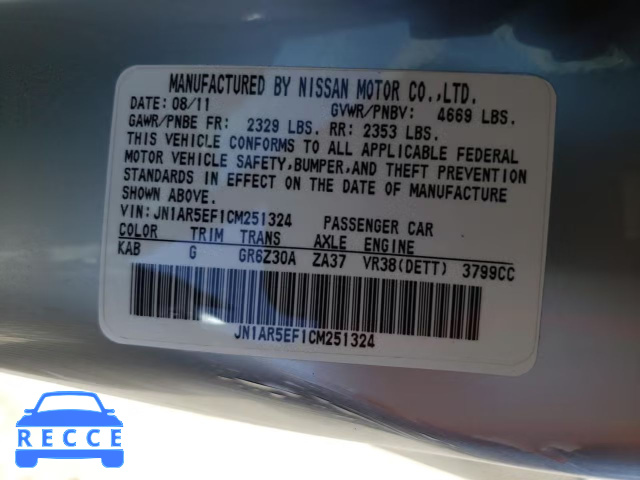 MANUFACTURED BY NISSAN MOTOR CO.,LTD.
DATE: 08/11 GVWR/PNBV: 4669 LBS.
GAWR/PNBE FR: 2329 LBS. RR: 2353 LBS.
THIS VEHICLE CONFORMS TO ALL APPLICABLE FEDERAL
MOTOR VEHICLE SAFETY,BUMPER,AND THEFT PREVENTION
STANDARDS IN EFFECT ON THE DATE OF MANUFACTURE
SHOWN ABOVE.
VIN: JN1AR5EF1CM251324 PASSENGER CAR
COLOR TRIM TRANS AXLE ENGINE
KAB G GR6Z30A ZA37 VR38(DETT) 3799CC
JN1AR5EF1CM251324
RECCE